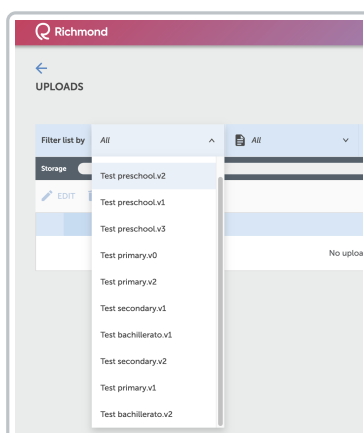 Richmond
UPLOADS
Filter list by All All
Storage
Test preschool.v2
EDIT
Test preschool.v1
Test preschool.v3
Test primary.v0
No uploa
Test primary.v2
Test secondary.v1
Test bachillerato.v1
Test secondary.v2
Test primary.v1
Test bachillerato.v2